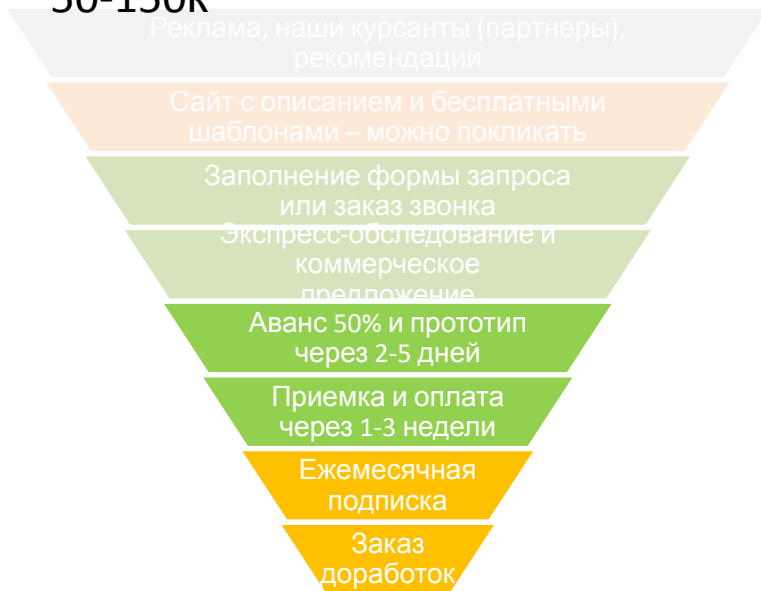 50-150к
Реклама, наши курсанты (партнеры),
рекомендации
Сайт с описанием и бесплатными
шаблонами – можно покликать
Заполнение формы запроса
или заказ звонка
Экспресс-обследование и
коммерческое
предложение
Аванс 50% и прототип
через 2-5 дней
Приемка и оплата
через 1-3 недели
Ежемесячная
подписка
Заказ
доработок